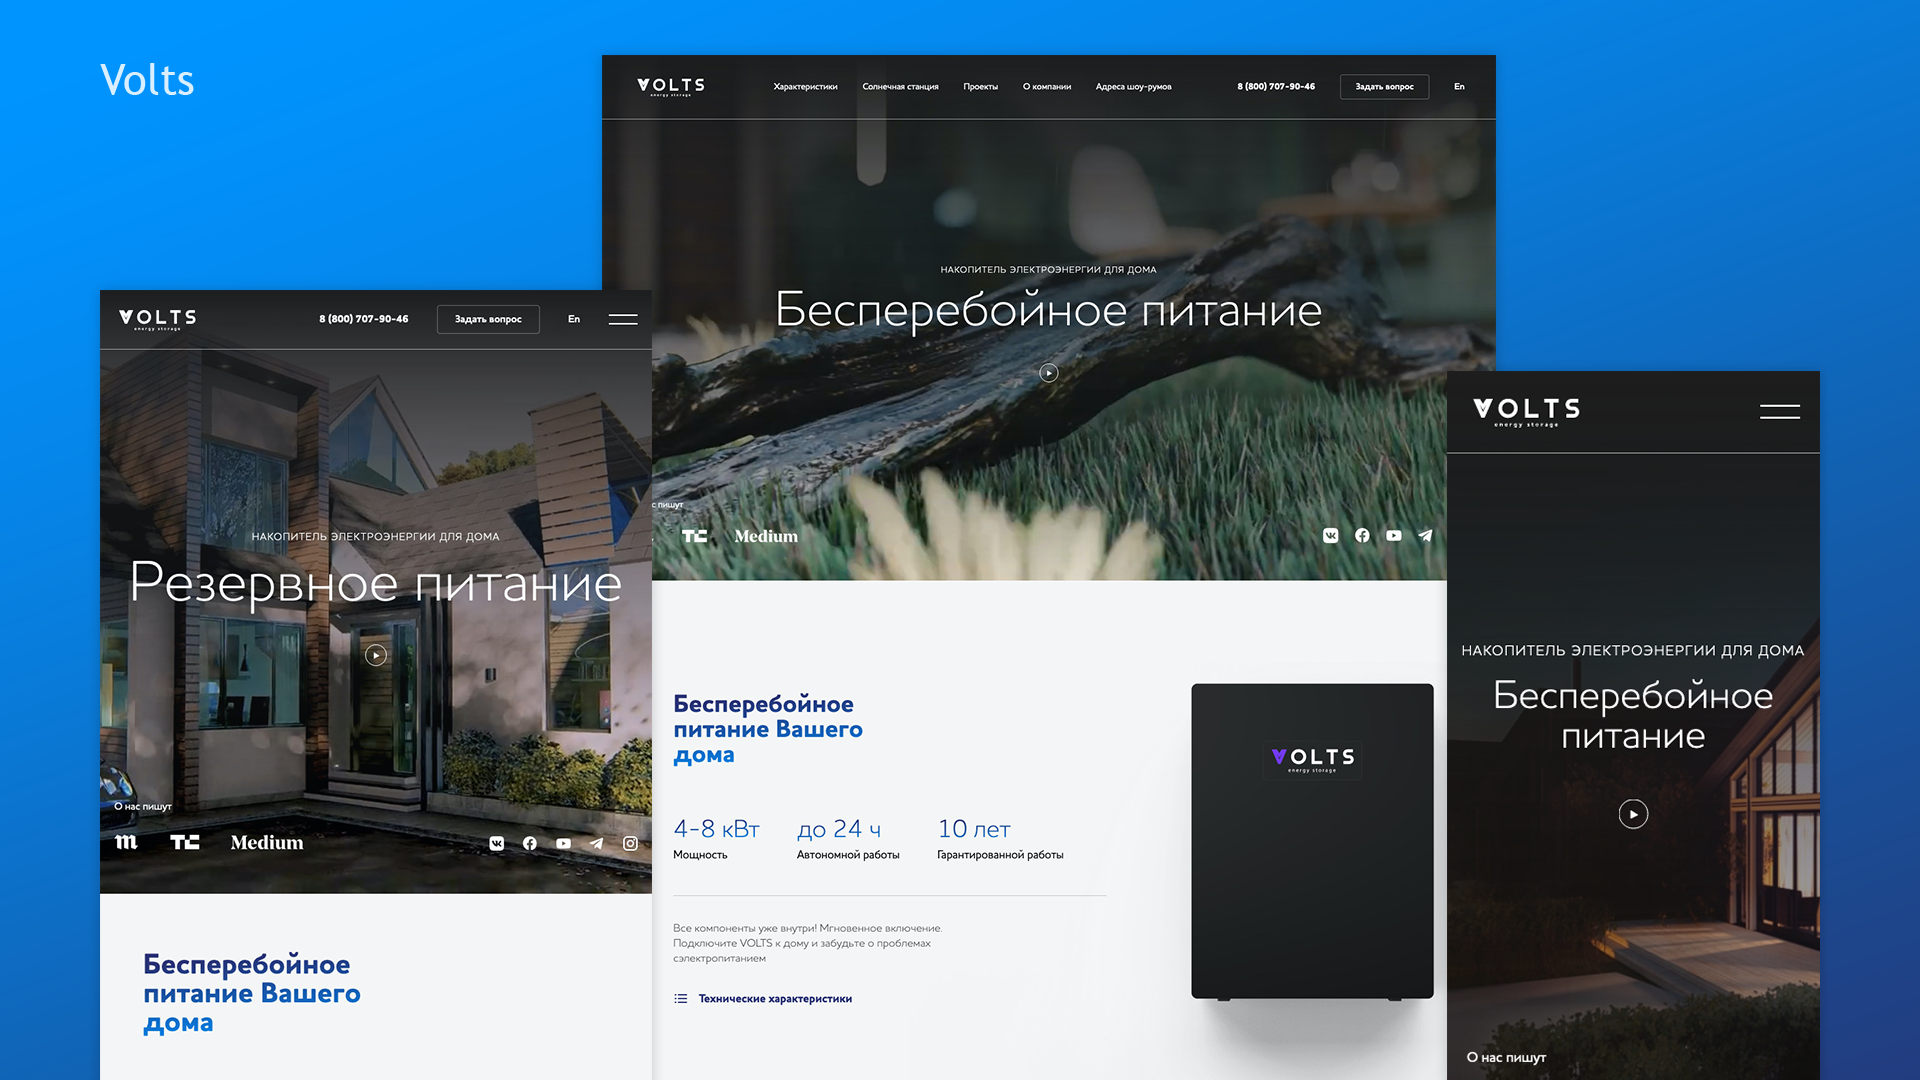 Volts
VOLTS
energy storage
Характеристики
Солнечная станция
Проекты
О компании
Адреса шоу-румов
8 (800) 707-90-46
Задать вопрос
En
НАКОПИТЕЛЬ ЭЛЕКТРОЭНЕРГИИ ДЛЯ ДОМА
Бесперебойное питание
с пишут
TC
Medium
Бесперебойное
питание Вашего
дома
4-8 кВт
Мощность
до 24 ч
Автономной работы
10 лет
Гарантированной работы
Все компоненты уже внутри! Мгновенное включение.
Подключите VOLTS к дому и забудьте о проблемах
сэлектропитанием
Технические характеристики
VOLTS
energy storage
VOLTS
energy storage
8 (800) 707-90-46
Задать вопрос
En
НАКОПИТЕЛЬ ЭЛЕКТРОЭНЕРГИИ ДЛЯ ДОМА
Резервное питание
О нас пишут
m
TC
Medium
Бесперебойное
питание Вашего
дома
VOLTS
energy storage
НАКОПИТЕЛЬ ЭЛЕКТРОЭНЕРГИИ ДЛЯ ДОМА
Бесперебойное
питание
О нас пишут